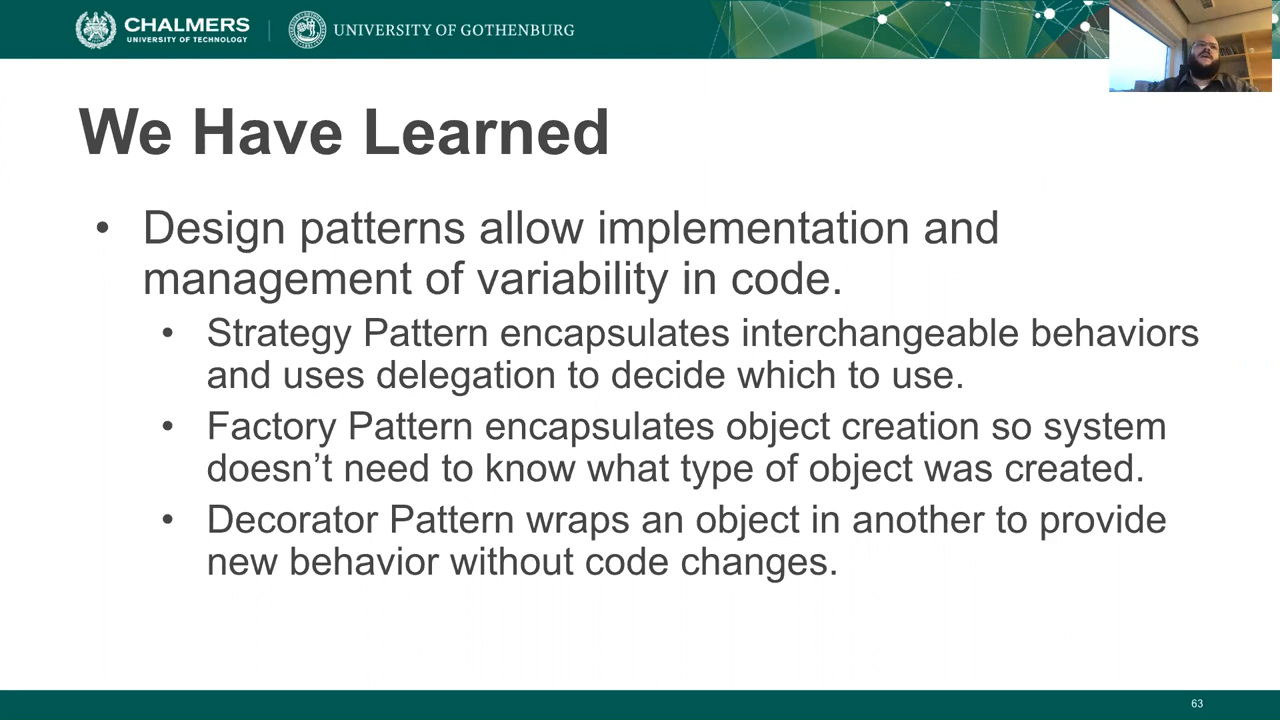 CHALMERS
UNIVERSITY OF TECHNOLOGY
UNIVERSITY OF GOTHENBURG
We Have Learned
• Design patterns allow implementation and
management of variability in code.
• Strategy Pattern encapsulates interchangeable behaviors
and uses delegation to decide which to use.
• Factory Pattern encapsulates object creation so system
doesn’t need to know what type of object was created.
• Decorator Pattern wraps an object in another to provide
new behavior without code changes.
63